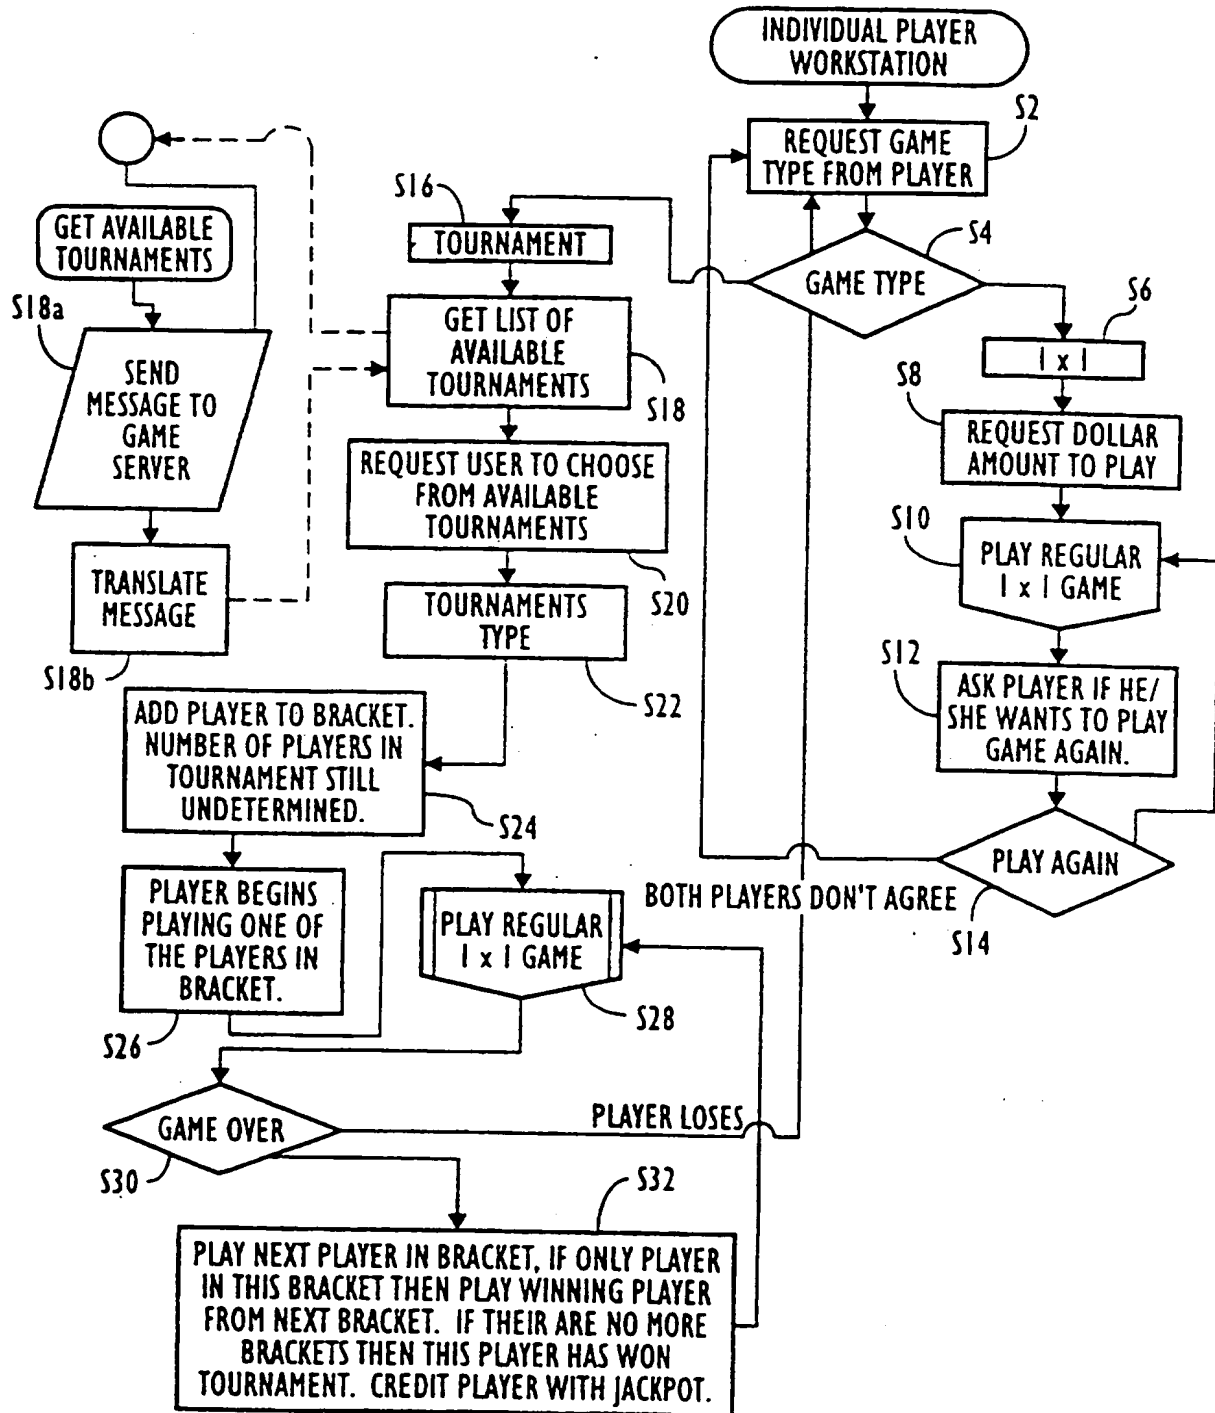 INDIVIDUAL PLAYER
WORKSTATION
S2
REQUEST GAME
TYPE FROM PLAYER
S4
GAME TYPE
S16
TOURNAMENT
GET AVAILABLE
TOURNAMENTS
S18a
SEND
MESSAGE TO
GAME
SERVER
TRANSLATE
MESSAGE
S18b
GET LIST OF
AVAILABLE
TOURNAMENTS
S18
REQUEST USER TO CHOOSE
FROM AVAILABLE
TOURNAMENTS
S20
TOURNAMENTS
TYPE
S22
S6
1 x 1
S8
REQUEST DOLLAR
AMOUNT TO PLAY
S10
PLAY REGULAR
1 x 1 GAME
S12
ASK PLAYER IF HE/
SHE WANTS TO PLAY
GAME AGAIN.
PLAY AGAIN
S14
BOTH PLAYERS DON'T AGREE
ADD PLAYER TO BRACKET.
NUMBER OF PLAYERS IN
TOURNAMENT STILL
UNDETERMINED.
S24
PLAYER BEGINS
PLAYING ONE OF
THE PLAYERS IN
BRACKET.
S26
PLAY REGULAR
1 x 1 GAME
S28
GAME OVER
S30
PLAYER LOSES
S32
PLAY NEXT PLAYER IN BRACKET, IF ONLY PLAYER
IN THIS BRACKET THEN PLAY WINNING PLAYER
FROM NEXT BRACKET. IF THEIR ARE NO MORE
BRACKETS THEN THIS PLAYER HAS WON
TOURNAMENT. CREDIT PLAYER WITH JACKPOT.